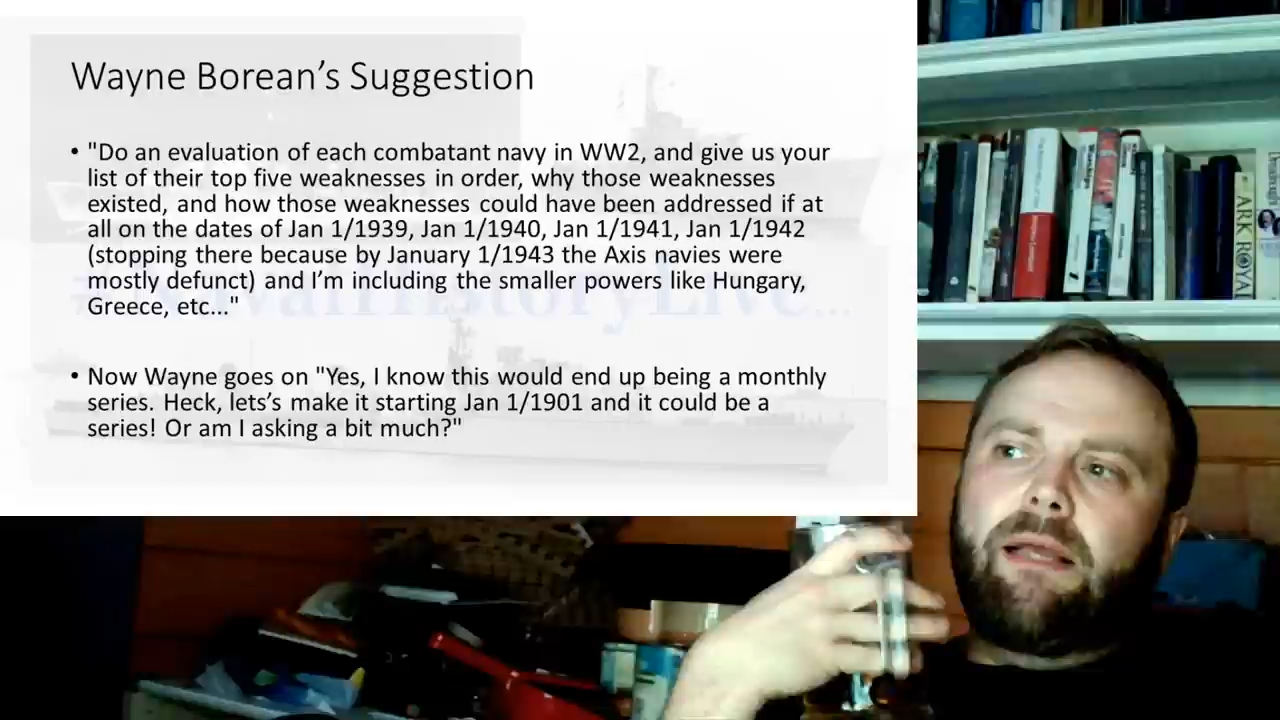 Wayne Borean’s Suggestion
• "Do an evaluation of each combatant navy in WW2, and give us your
list of their top five weaknesses in order, why those weaknesses
existed, and how those weaknesses could have been addressed if at
all on the dates of Jan 1/1939, Jan 1/1940, Jan 1/1941, Jan 1/1942
(stopping there because by January 1/1943 the Axis navies were
mostly defunct) and I’m including the smaller powers like Hungary,
Greece, etc..."
• Now Wayne goes on "Yes, I know this would end up being a monthly
series. Heck, lets’s make it starting Jan 1/1901 and it could be a
series! Or am I asking a bit much?"
ARK ROYAL